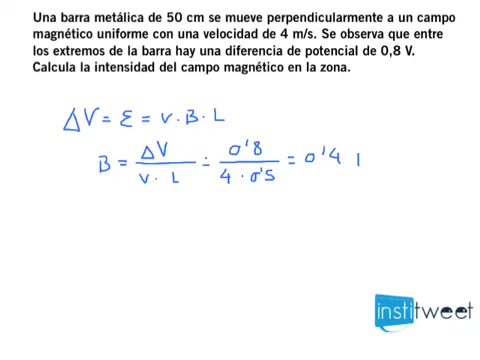 Una barra metálica de 50 cm se mueve perpendicularmente a un campo
magnético uniforme con una velocidad de 4 m/s. Se observa que entre
los extremos de la barra hay una diferencia de potencial de 0,8 V.
Calcula la intensidad del campo magnético en la zona.
ΔV = ε = v · B · L
B = ΔV / v · L = 0'8 / 4 · 0'5 = 0'4
institweet